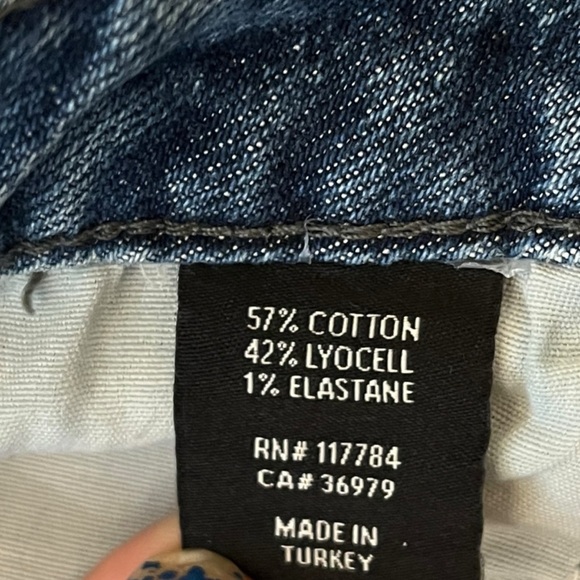 57% COTTON
42% LYOCELL
1% ELASTANE
RN# 117784
CA# 36979
MADE IN
TURKEY